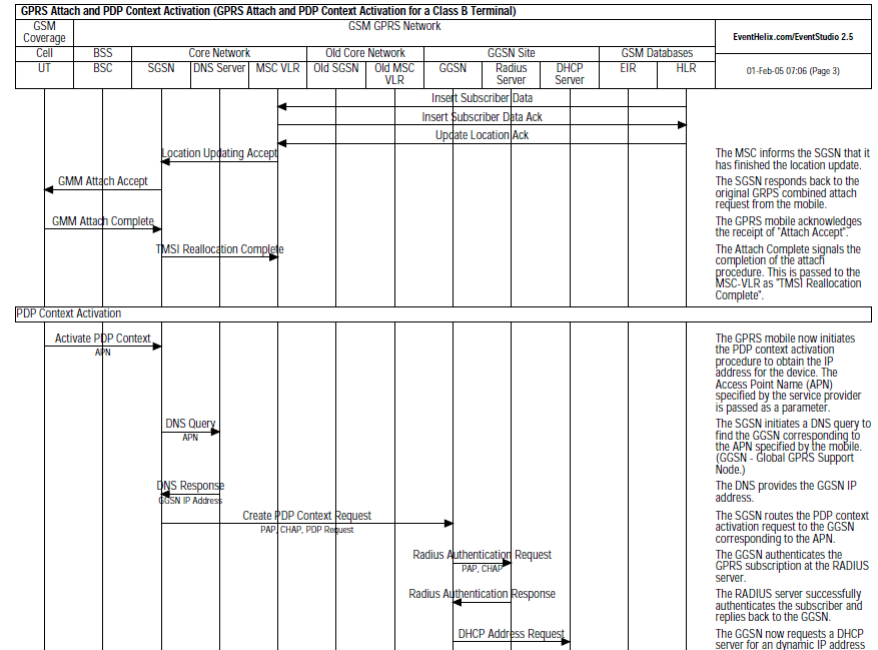 GPRS Attach and PDP Context Activation (GPRS Attach and PDP Context Activation for a Class B Terminal)
GSM Coverage
GSM GPRS Network
EventHelix.com/EventStudio 2.5
Cell
BSS
Core Network
Old Core Network
GGSN Site
GSM Databases
UT
BSC
SGSN
DNS Server
MSC VLR
Old SGSN
Old MSC
VLR
GGSN
Radius
Server
DHCP
Server
EIR
HLR
01-Feb-05 07:06 (Page 3)
Insert Subscriber Data
Insert Subscriber Data Ack
Update Location Ack
Location Updating Accept
The MSC informs the SGSN that it
has finished the location update.
GMM Attach Accept
The SGSN responds back to the
original GRPS combined attach
request from the mobile.
GMM Attach Complete
The GPRS mobile acknowledges
the receipt of "Attach Accept".
TMSI Reallocation Complete
The Attach Complete signals the
completion of the attach
procedure. This is passed to the
MSC-VLR as "TMSI Reallocation
Complete".
PDP Context Activation
Activate PDP Context
APN
The GPRS mobile now initiates
the PDP context activation
procedure to obtain the IP
address for the device. The
Access Point Name (APN)
specified by the service provider
is passed as a parameter.
DNS Query
APN
The SGSN initiates a DNS query to
find the GGSN corresponding to
the APN specified by the mobile.
(GGSN - Global GPRS Support
Node.)
DNS Response
GGSN IP Address
The DNS provides the GGSN IP
address.
Create PDP Context Request
PAP, CHAP, PDP Request
The SGSN routes the PDP context
activation request to the GGSN
corresponding to the APN.
Radius Authentication Request
PAP, CHAP
The GGSN authenticates the
GPRS subscription at the RADIUS
server.
Radius Authentication Response
The RADIUS server successfully
authenticates the subscriber and
replies back to the GGSN.
DHCP Address Request
The GGSN now requests a DHCP
server for an dynamic IP address